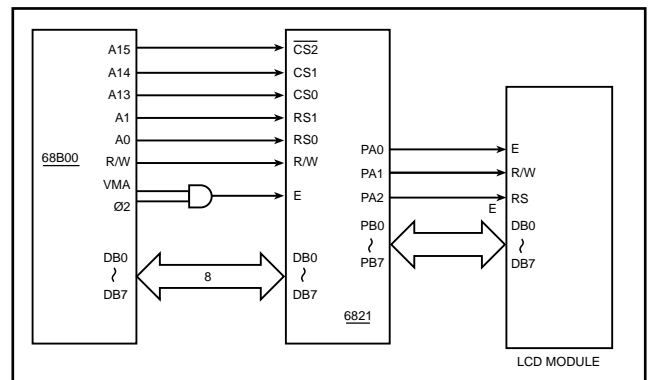 A15
A14
A13
A1
A0
R/W
VMA
Ø2
DB0
~
DB7
68B00
8
CS2
CS1
CS0
RS1
RS0
R/W
E
DB0
~
DB7
6821
PA0
PA1
PA2
PB0
~
PB7
E
R/W
RS
E
DB0
~
DB7
LCD MODULE